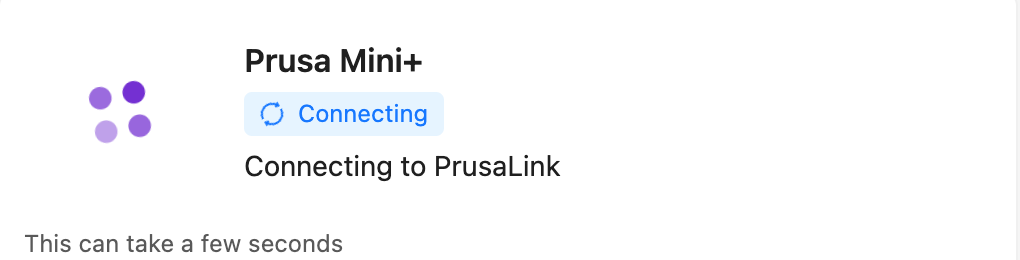 Prusa Mini+
Connecting
Connecting to PrusaLink
This can take a few seconds